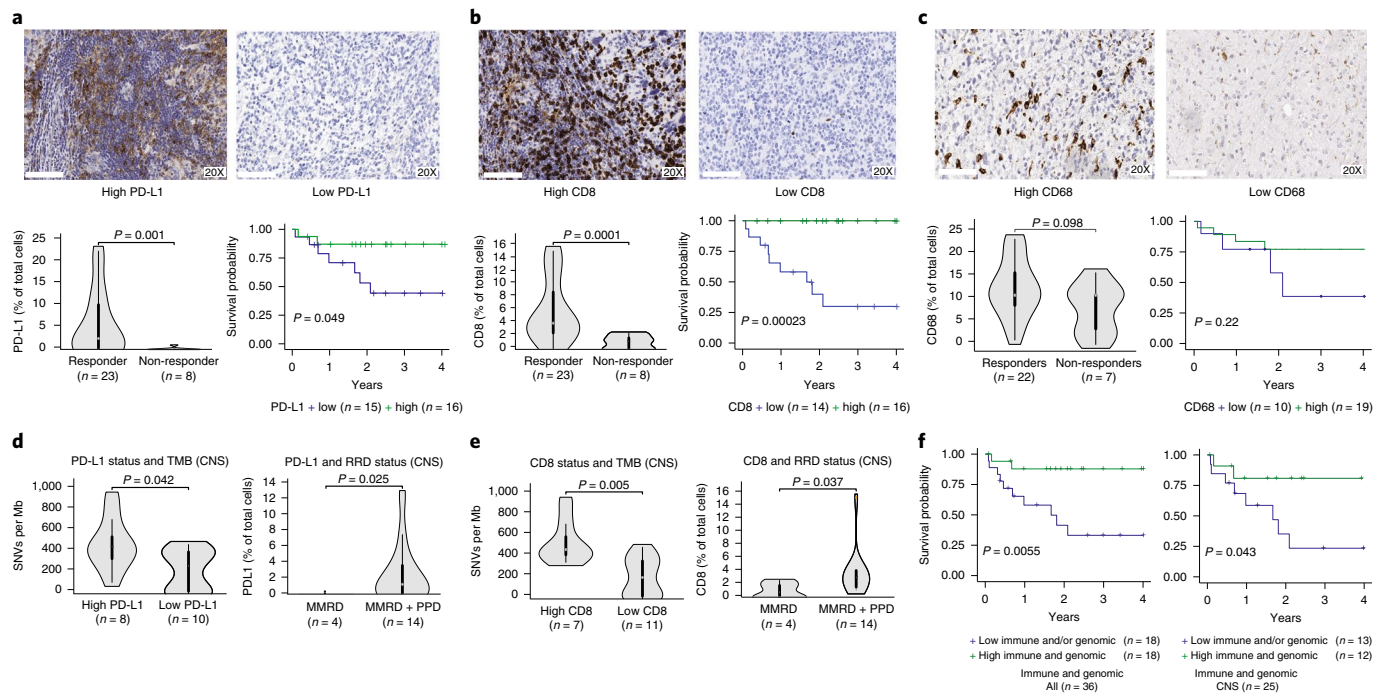 a
20X
20X
High PD-L1
Low PD-L1
PD-L1 (% of total cells)
25
20
15
10
5
0
P = 0.001
Responder
(n = 23)
Non-responder
(n = 8)
Survival probability
1.00
0.75
0.50
0.25
0.00
P = 0.049
0 1 2 3 4
Years
PD-L1 + low (n = 15) + high (n = 16)
b
20X
20X
High CD8
Low CD8
CD8 (% of total cells)
16
14
12
10
8
6
4
2
0
P = 0.0001
Responder
(n = 23)
Non-responder
(n = 8)
Survival probability
1.00
0.75
0.50
0.25
0.00
P = 0.00023
0 1 2 3 4
Years
CD8 + low (n = 14) + high (n = 16)
c
20X
20X
High CD68
Low CD68
CD68 (% of total cells)
25
20
15
10
5
0
P = 0.098
Responders
(n = 22)
Non-responders
(n = 7)
Survival probability
1.00
0.75
0.50
0.25
0.00
P = 0.22
0 1 2 3 4
Years
CD68 + low (n = 10) + high (n = 19)
d
PD-L1 status and TMB (CNS)
SNVs per Mb
1,000
800
600
400
200
0
P = 0.042
High PD-L1
(n = 8)
Low PD-L1
(n = 10)
PD-L1 and RRD status (CNS)
PDL1 (% of total cells)
14
12
10
8
6
4
2
0
P = 0.025
MMRD
(n = 4)
MMRD + PPD
(n = 14)
e
CD8 status and TMB (CNS)
SNVs per Mb
1,000
800
600
400
200
0
P = 0.005
High CD8
(n = 7)
Low CD8
(n = 11)
CD8 and RRD status (CNS)
CD8 (% of total cells)
16
14
12
10
8
6
4
2
0
P = 0.037
MMRD
(n = 4)
MMRD + PPD
(n = 14)
f
Survival probability
1.00
0.75
0.50
0.25
0.00
P = 0.0055
0 1 2 3 4
Years
+ Low immune and/or genomic (n = 18)
+ High immune and genomic (n = 18)
Immune and genomic
All (n = 36)
1.00
0.75
0.50
0.25
0.00
P = 0.043
0 1 2 3 4
Years
+ Low immune and/or genomic (n = 13)
+ High immune and genomic (n = 12)
Immune and genomic
CNS (n = 25)